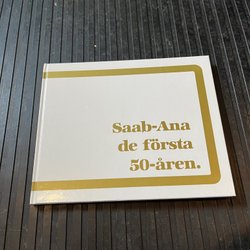 Saab-Ana
de första
50-åren.